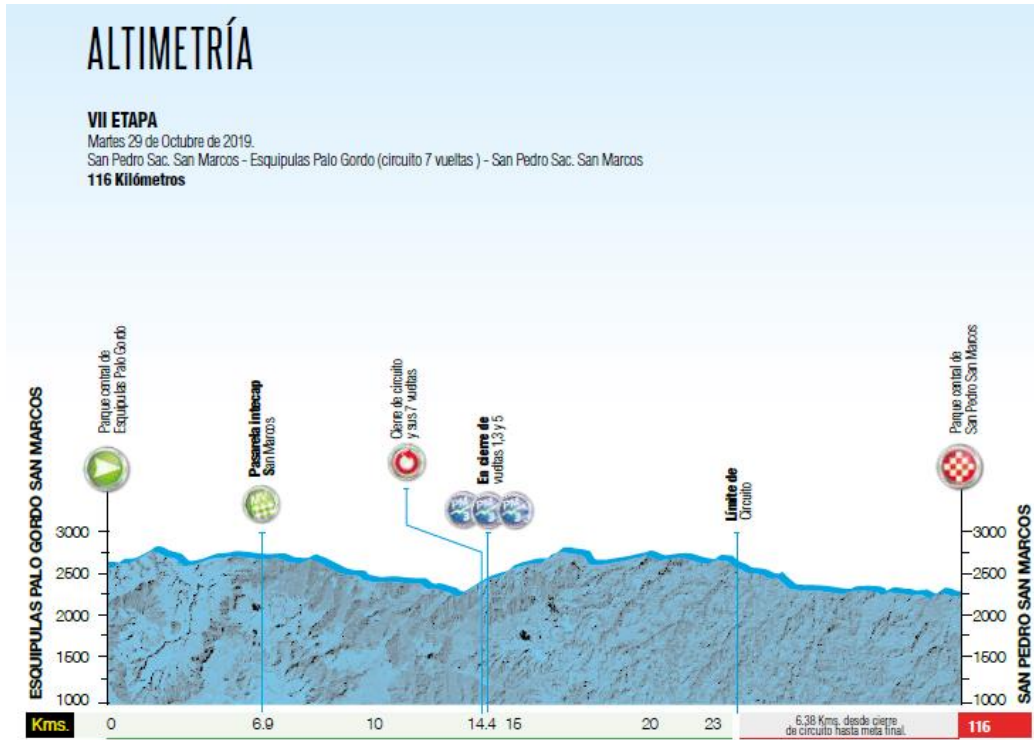 ALTIMETRÍA
VII ETAPA
Martes 29 de Octubre de 2019.
San Pedro Sac. San Marcos - Esquipulas Palo Gordo (circuito 7 vueltas ) - San Pedro Sac. San Marcos
116 Kilómetros
Parque central de
Esquipulas Palo Gordo
Pasarela intecap
San Marcos
Cierre de circuito
y sus 7 vueltas
En cierre de
vueltas 1,3 y 5
Límite de
Circuito
Parque central de
San Pedro San Marcos
ESQUIPULAS PALO GORDO SAN MARCOS
3000
2500
2000
1500
1000
3000
2500
2000
1500
1000
SAN PEDRO SAN MARCOS
Kms.
0
6.9
10
14.4
16
20
23
6.38 Kms. desde cierre
de circuito hasta meta final.
116